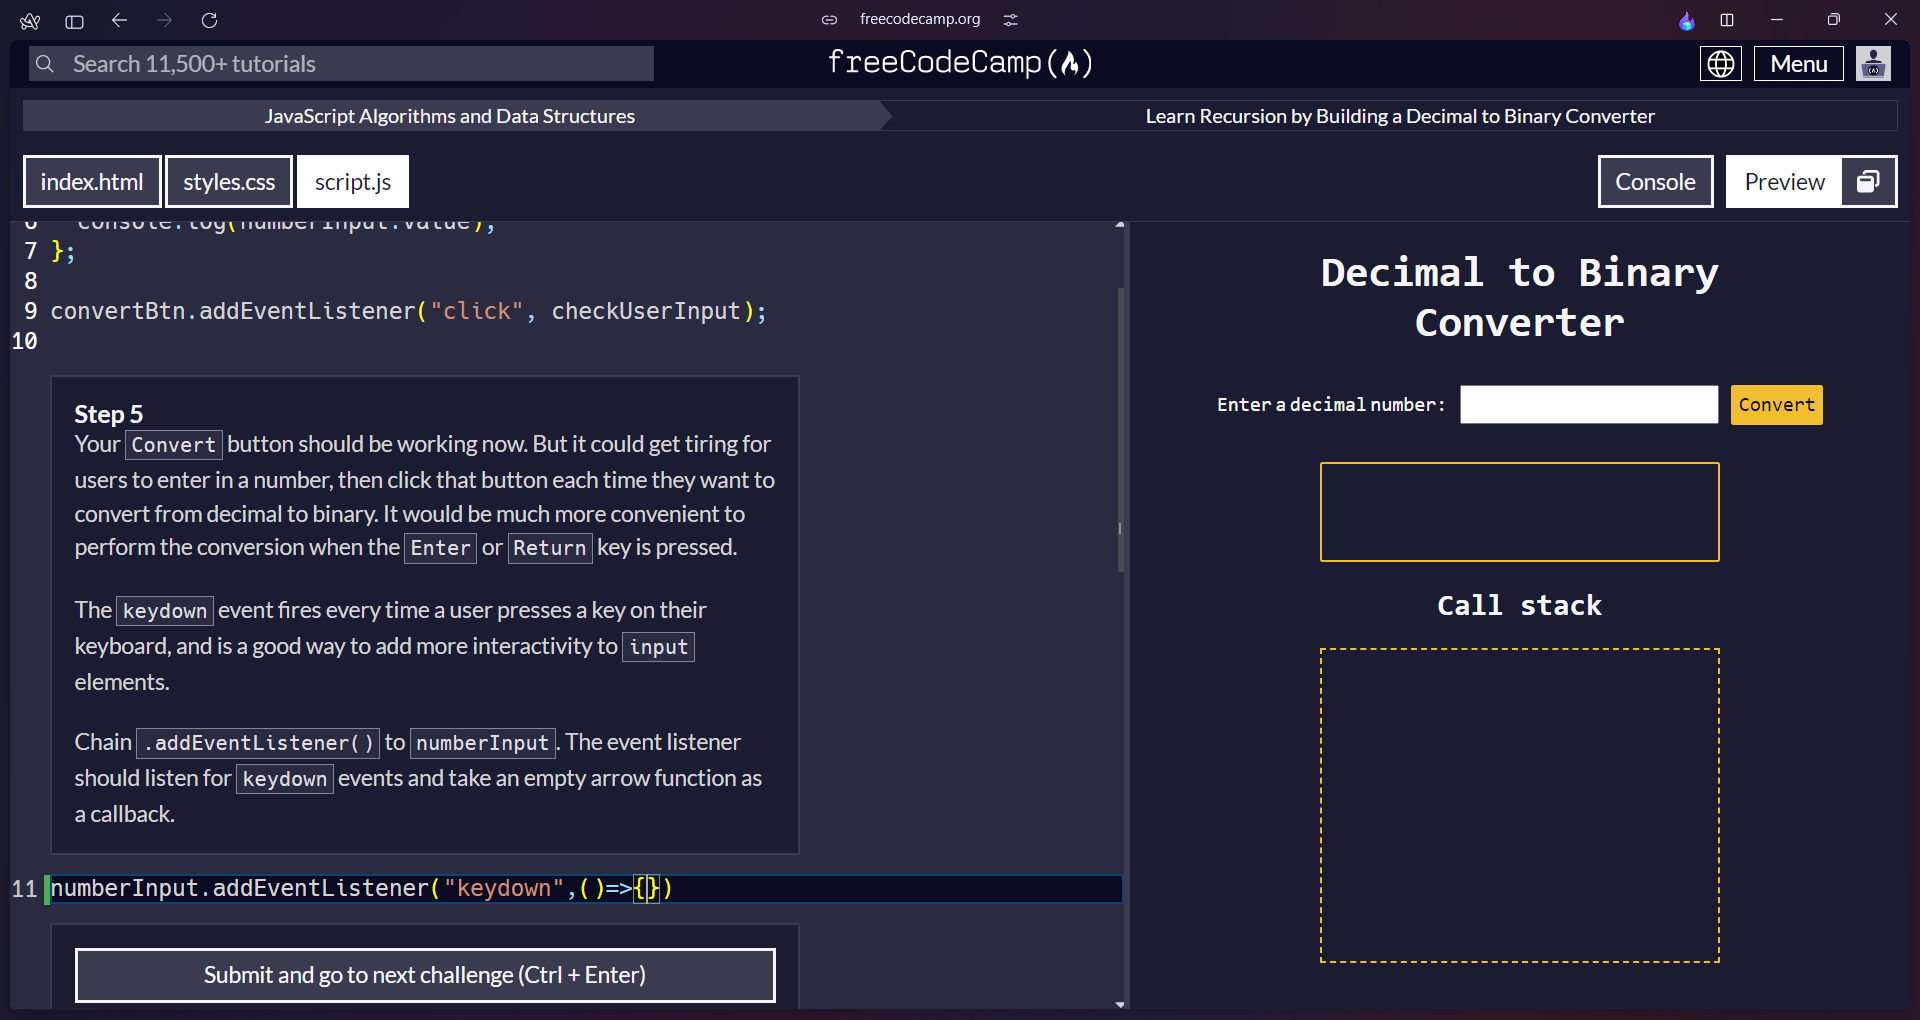 freecodecamp.org
Search 11,500+ tutorials
freeCodeCamp(🔥)
Menu
JavaScript Algorithms and Data Structures
Learn Recursion by Building a Decimal to Binary Converter
index.html
styles.css
script.js
Console
Preview
6 console.log(numberInput.value);
7 };
8
9 convertBtn.addEventListener("click", checkUserInput);
10
Step 5
Your Convert button should be working now. But it could get tiring for
users to enter in a number, then click that button each time they want to
convert from decimal to binary. It would be much more convenient to
perform the conversion when the Enter or Return key is pressed.
The keydown event fires every time a user presses a key on their
keyboard, and is a good way to add more interactivity to input
elements.
Chain .addEventListener() to numberInput. The event listener
should listen for keydown events and take an empty arrow function as
a callback.
11 numberInput.addEventListener("keydown",()=>{})
Submit and go to next challenge (Ctrl + Enter)
Decimal to Binary
Converter
Enter a decimal number:
Convert
Call stack